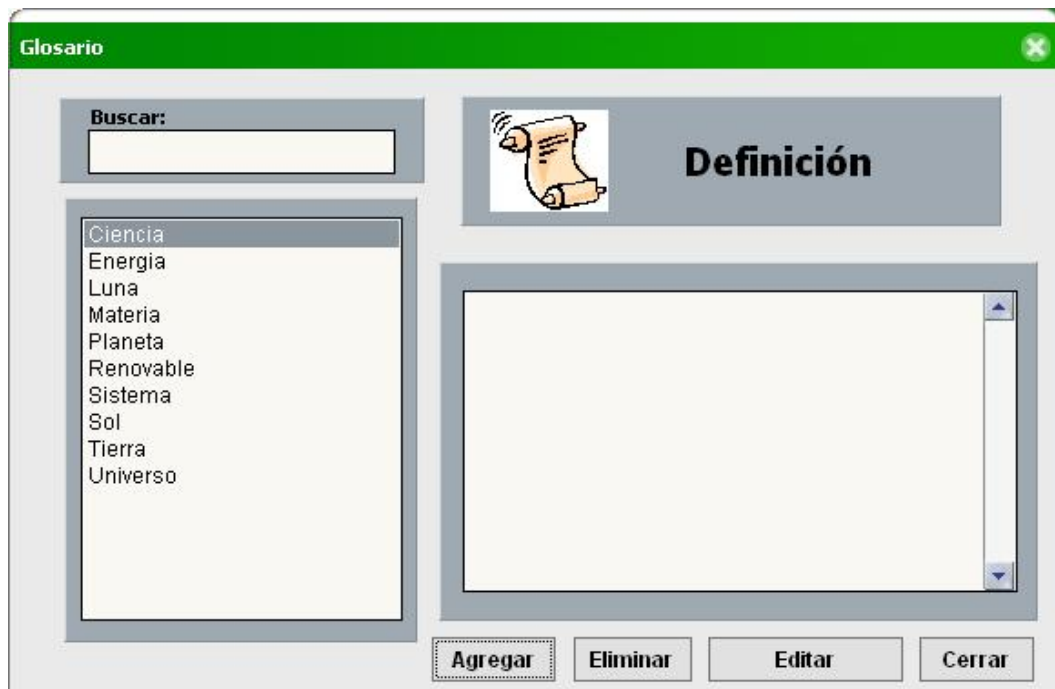 Glosario
Buscar:
Definición
Ciencia
Energia
Luna
Materia
Planeta
Renovable
Sistema
Sol
Tierra
Universo
Agregar
Eliminar
Editar
Cerrar